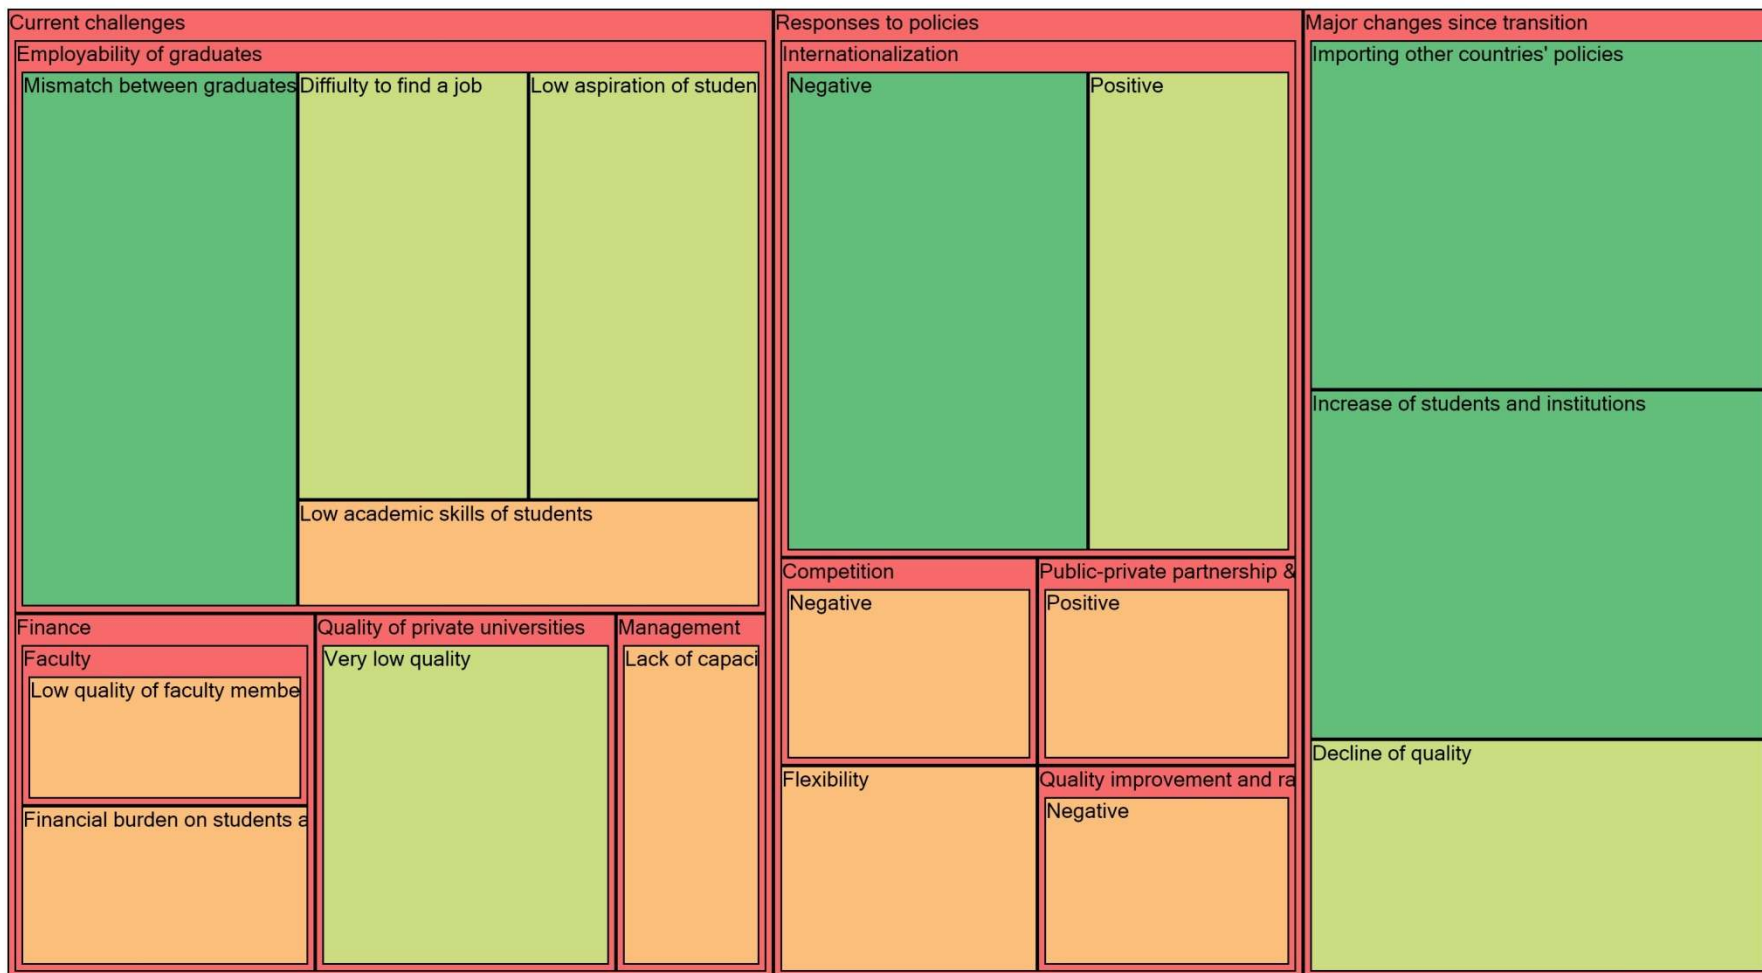 Current challenges
Employability of graduates
Mismatch between graduates
Diffiulty to find a job
Low aspiration of studen
Low academic skills of students
Finance
Faculty
Low quality of faculty membe
Financial burden on students a
Quality of private universities
Very low quality
Management
Lack of capaci
Responses to policies
Internationalization
Negative
Positive
Competition
Negative
Public-private partnership &
Positive
Flexibility
Quality improvement and ra
Negative
Major changes since transition
Importing other countries' policies
Increase of students and institutions
Decline of quality